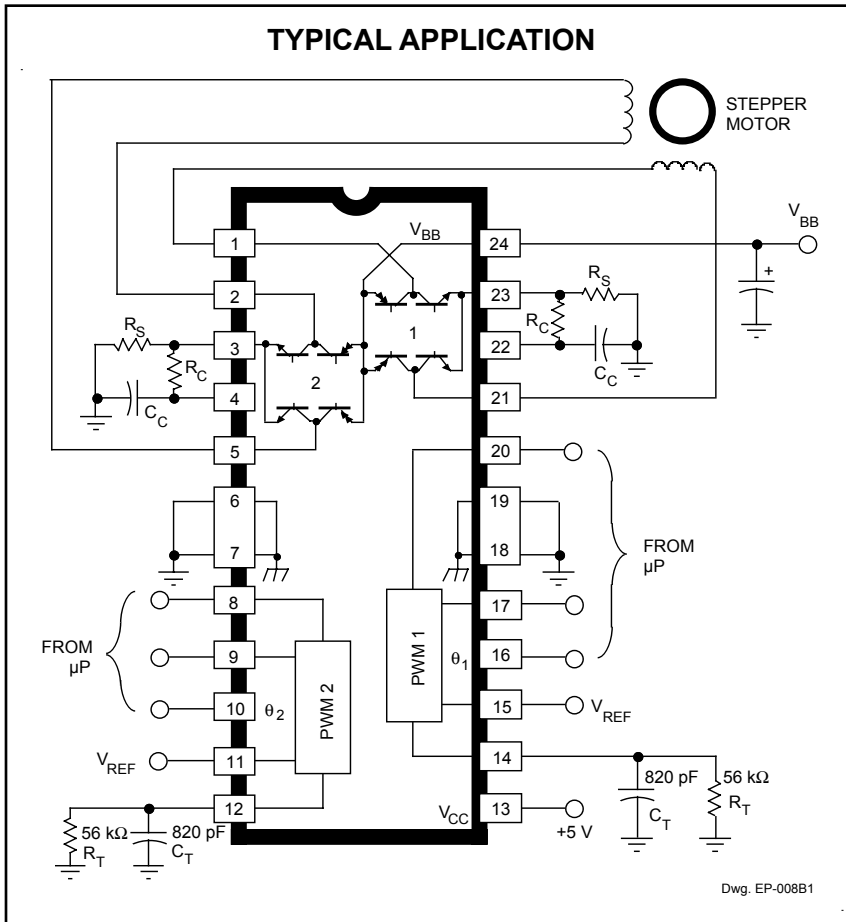 TYPICAL APPLICATION
STEPPER
MOTOR
V BB
1
V BB
24
2
23
R S
R C
R S
3
1
22
R C
2
C C
4
21
C C
5
20
6
19
FROM
µP
7
18
8
17
FROM
µP
PWM 1
9
θ 1
16
PWM 2
10
θ 2
15
V REF
V REF
11
14
820 pF
56 kΩ
C T
R T
12
V CC
13
+5 V
56 kΩ
820 pF
R T
C T
Dwg. EP-008B1